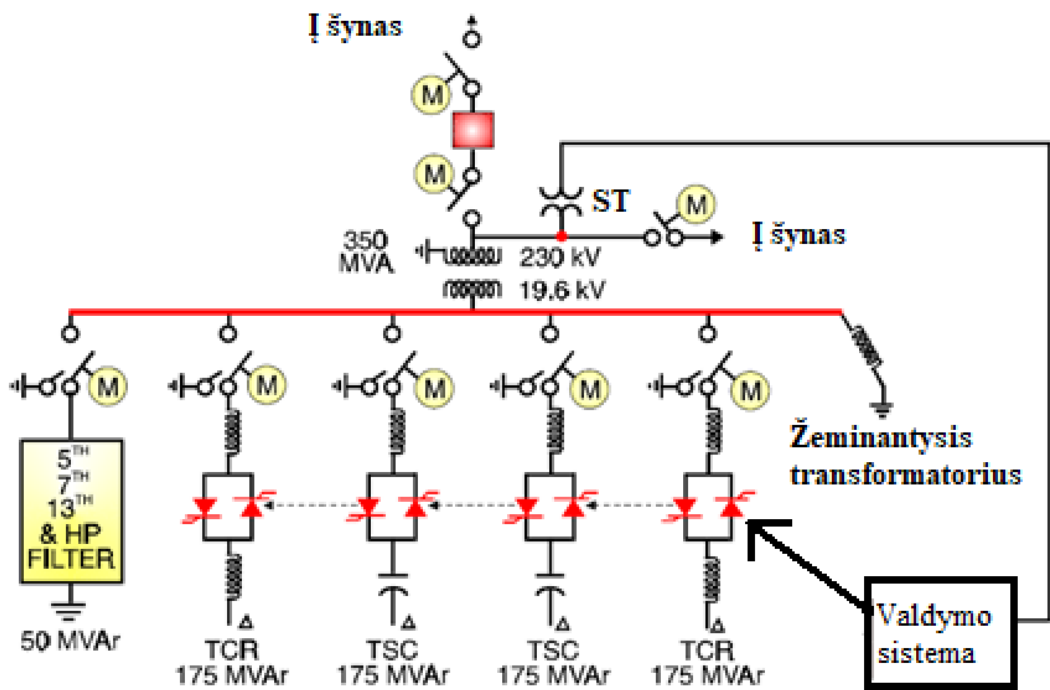 Į šynas
M
M
ST
M
Į šynas
350
MVA
230 kV
19.6 kV
M
M
M
M
M
5TH
7TH
13TH
& HP
FILTER
50 MVAr
Žeminantysis
transformatorius
TCR
175 MVAr
TSC
175 MVAr
TSC
175 MVAr
TCR
175 MVAr
Valdymo
sistema